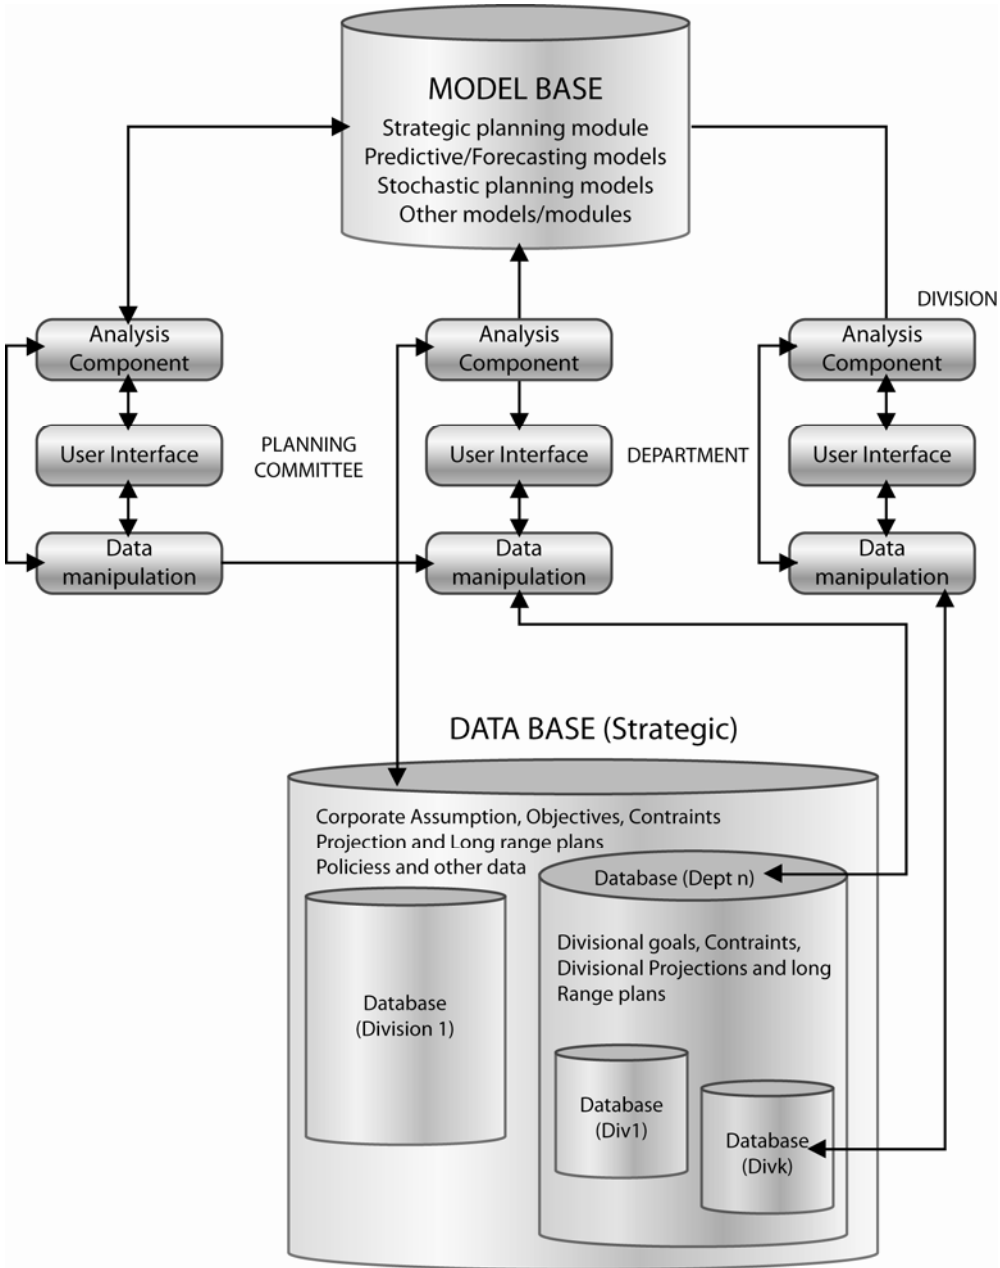 MODEL BASE
Strategic planning module
Predictive/Forecasting models
Stochastic planning models
Other models/modules
DIVISION
Analysis
Component
Analysis
Component
Analysis
Component
User Interface
PLANNING
COMMITTEE
User Interface
DEPARTMENT
User Interface
Data
manipulation
Data
manipulation
Data
manipulation
DATA BASE (Strategic)
Corporate Assumption, Objectives, Contraints
Projection and Long range plans
Policiess and other data
Database (Dept n)
Divisional goals, Contraints,
Divisional Projections and long
Range plans
Database
(Division 1)
Database
(Div1)
Database
(Divk)